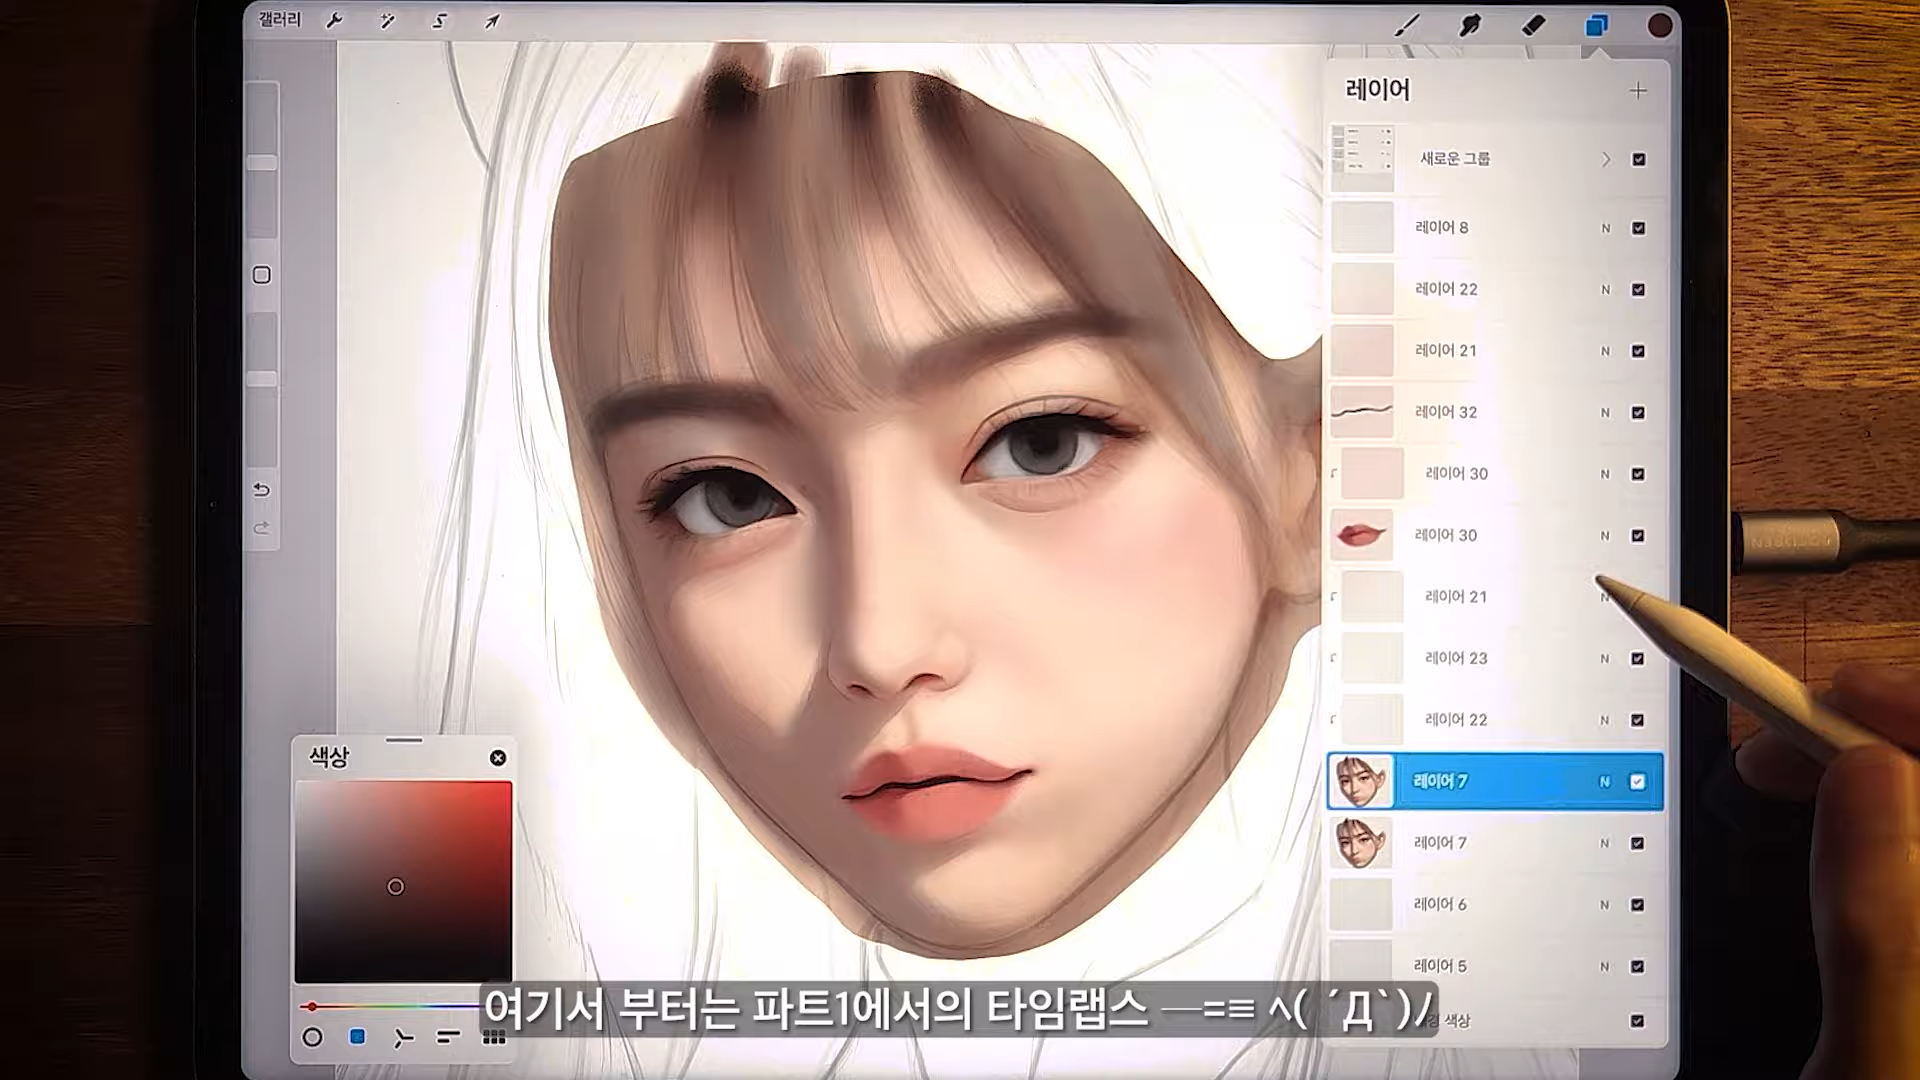 갤러리
레이어
새로운 그룹
레이어 8 N
레이어 22 N
레이어 21 N
레이어 32 N
레이어 30 N
레이어 30 N
레이어 21 N
레이어 23 N
레이어 22 N
레이어 7 N
레이어 7 N
레이어 6 N
레이어 5 N
색상
색상
여기서 부터는 파트1에서의 타임랩스 ─=≡ ㅅ( ´Д`)/